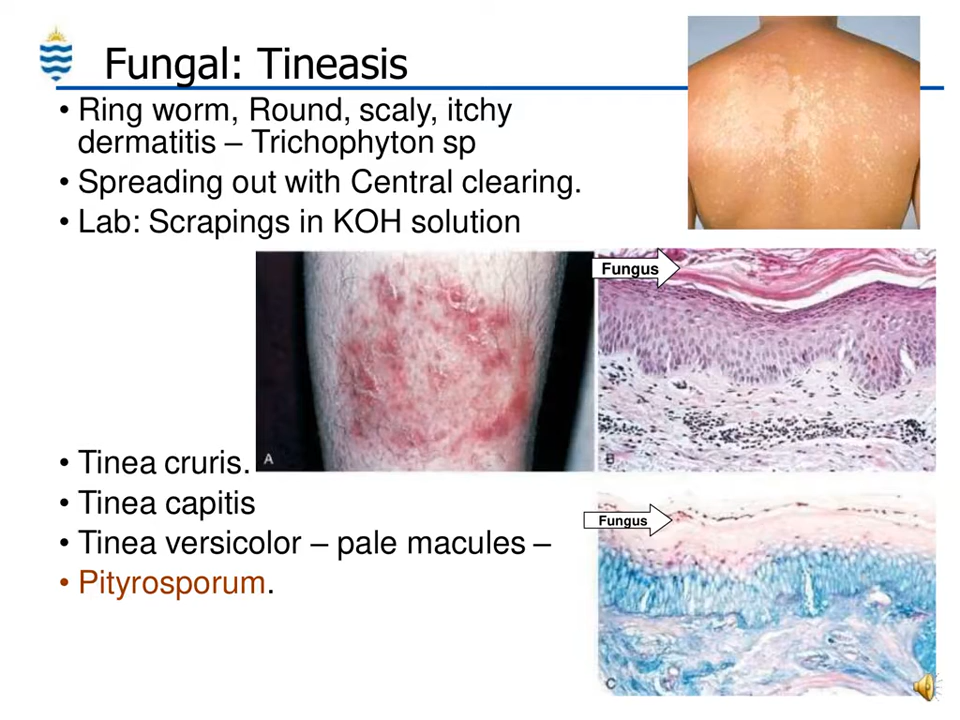 Fungal: Tineasis
• Ring worm, Round, scaly, itchy
dermatitis – Trichophyton sp
• Spreading out with Central clearing.
• Lab: Scrapings in KOH solution
Fungus
A
B
• Tinea cruris.
• Tinea capitis
• Tinea versicolor – pale macules –
• Pityrosporum.
Fungus
C